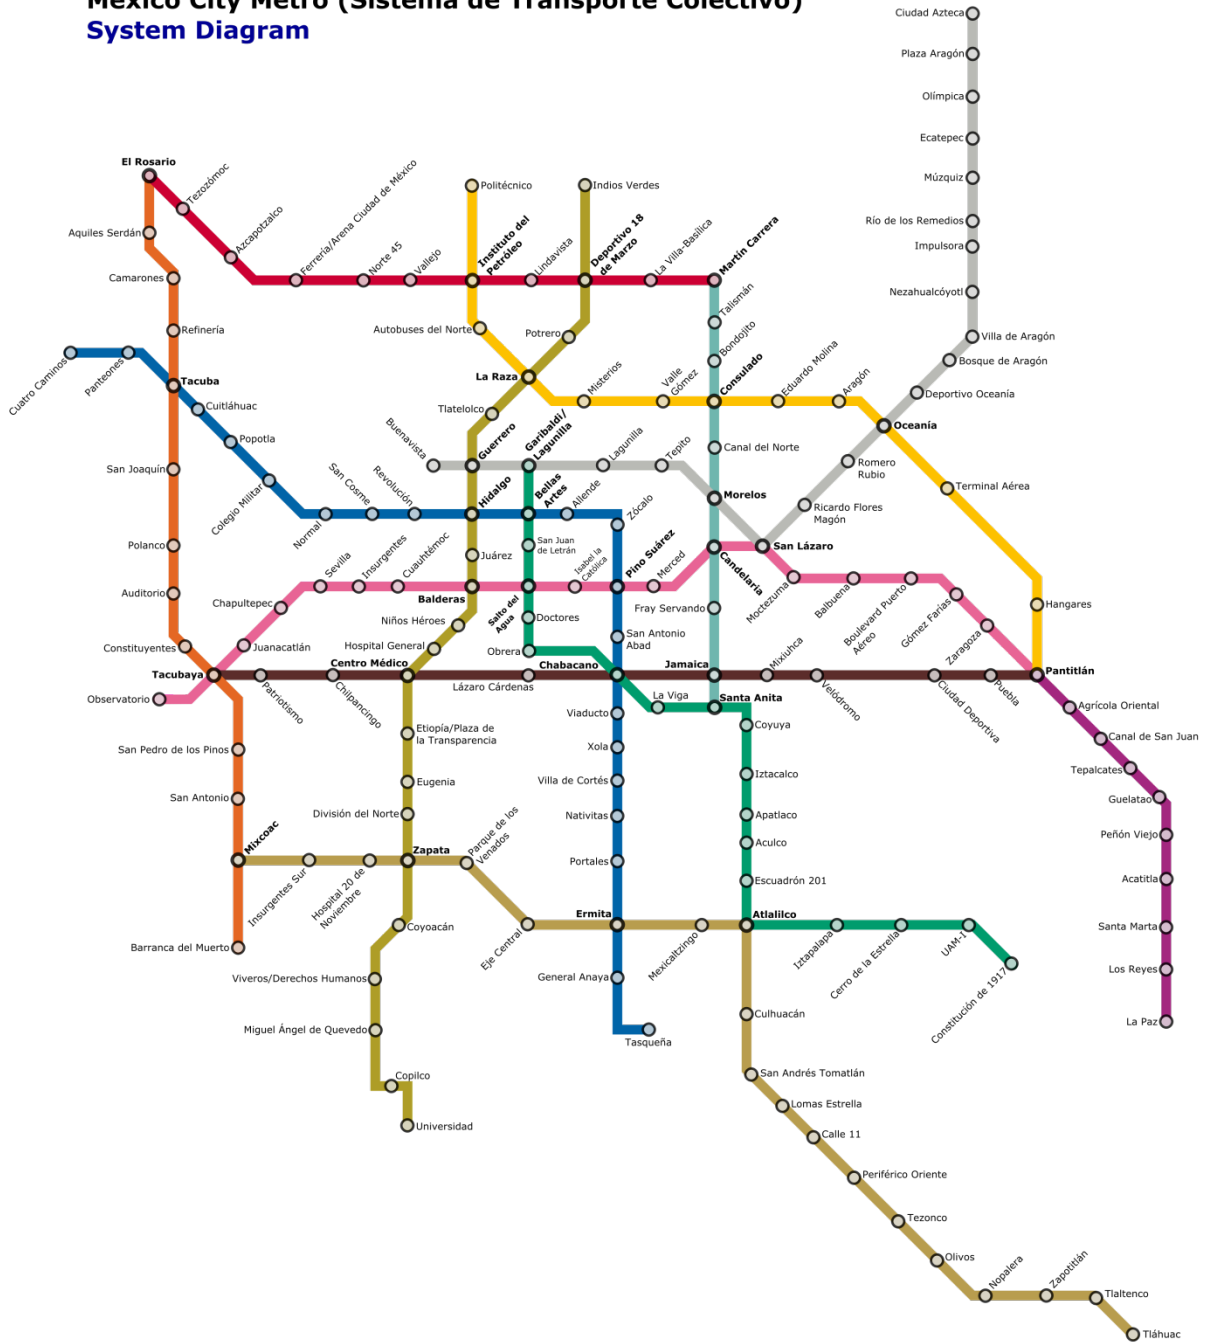 Mexico City Metro (Sistema de Transporte Colectivo)
System Diagram
Ciudad Azteca
Plaza Aragón
Olímpica
Ecatepec
Múzquiz
Río de los Remedios
Impulsora
Nezahualcóyotl
Villa de Aragón
Bosque de Aragón
Deportivo Oceanía
Oceanía
Romero
Rubio
Ricardo Flores
Magón
San Lázaro
Morelos
Tepito
Lagunilla
Garibaldi/
Lagunilla
Guerrero
Buenavista
El Rosario
Tezozómoc
Azcapotzalco
Ferrería/Arena Ciudad de México
Norte 45
Vallejo
Instituto del
Petróleo
Lindavista
Deportivo 18
de Marzo
La Villa-Basílica
Martín Carrera
Politécnico
Indios Verdes
Aquiles Serdán
Camarones
Refinería
Tacuba
San Joaquín
Polanco
Auditorio
Constituyentes
Tacubaya
San Pedro de los Pinos
San Antonio
Mixcoac
Barranca del Muerto
Cuatro Caminos
Panteones
Cuitláhuac
Popotla
Colegio Militar
Normal
San Cosme
Revolución
Hidalgo
Bellas
Artes
Allende
Zócalo
Pino Suárez
San Antonio
Abad
Chabacano
Viaducto
Xola
Villa de Cortés
Nativitas
Portales
Ermita
General Anaya
Tasqueña
Autobuses del Norte
Potrero
La Raza
Tlatelolco
Misterios
Valle
Gómez
Consulado
Eduardo Molina
Aragón
Terminal Aérea
Hangares
Pantitlán
Talismán
Bondojito
Canal del Norte
Candelaria
Fray Servando
Jamaica
Santa Anita
Observatorio
Juanacatlán
Chapultepec
Sevilla
Insurgentes
Cuauhtémoc
Balderas
Salto del
Agua
Isabel la
Católica
Merced
Moctezuma
Balbuena
Boulevard Puerto
Aéreo
Gómez Farías
Zaragoza
Juárez
Niños Héroes
Hospital General
Centro Médico
Etiopía/Plaza de
la Transparencia
Eugenia
División del Norte
Zapata
Coyoacán
Viveros/Derechos Humanos
Miguel Ángel de Quevedo
Copilco
Universidad
San Juan
de Letrán
Doctores
Obrera
La Viga
Coyuya
Iztacalco
Apatlaco
Aculco
Escuadrón 201
Atlalilco
Iztapalapa
Cerro de la Estrella
UAM-I
Constitución de 1917
Patriotismo
Chilpancingo
Lázaro Cárdenas
Mixiuhca
Velódromo
Ciudad Deportiva
Puebla
Agrícola Oriental
Canal de San Juan
Tepalcates
Guelatao
Peñón Viejo
Acatitla
Santa Marta
Los Reyes
La Paz
Insurgentes Sur
Hospital 20 de
Noviembre
Parque de los
Venados
Eje Central
Mexicaltzingo
Culhuacán
San Andrés Tomatlán
Lomas Estrella
Calle 11
Periférico Oriente
Tezonco
Olivos
Nopalera
Zapotitlán
Tlaltenco
Tláhuac